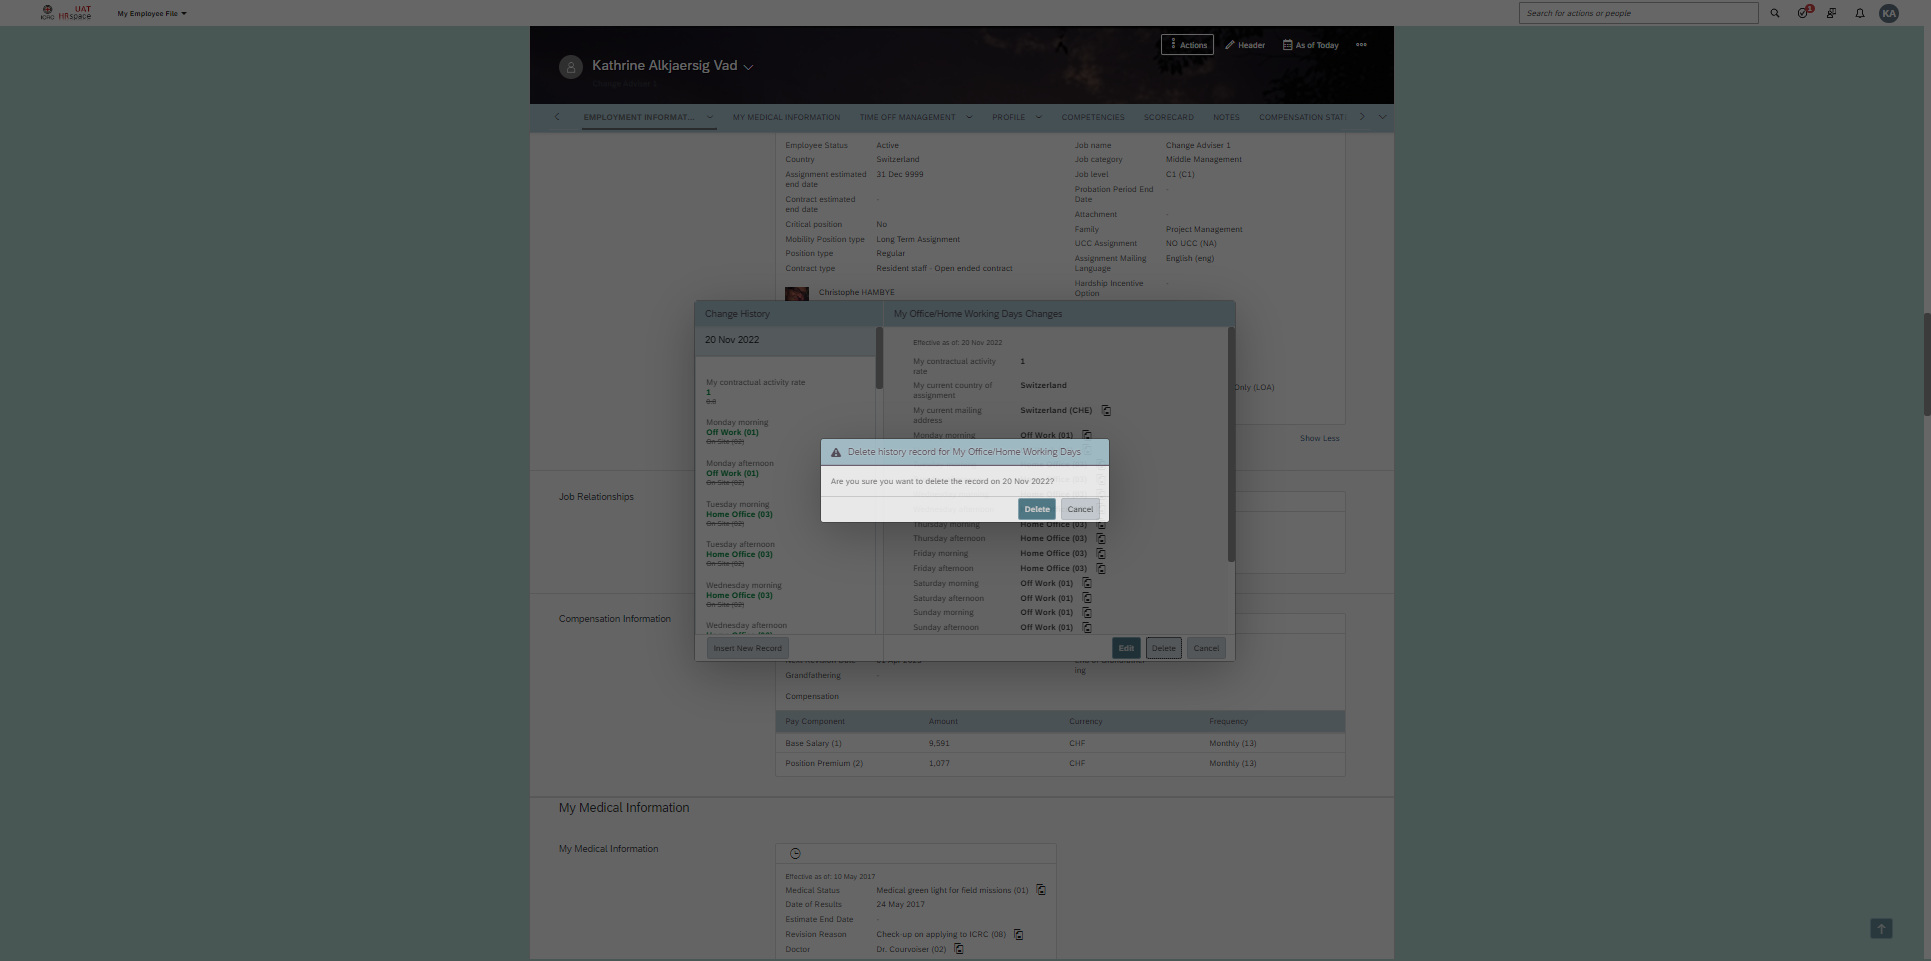 ICRC
UAT
HRspace
My Employee File
Search for actions or people
1
KA
Actions
Header
As of Today
Kathrine Alkjaersig Vad
Change Adviser 1
EMPLOYMENT INFORMAT...
MY MEDICAL INFORMATION
TIME OFF MANAGEMENT
PROFILE
COMPETENCIES
SCORECARD
NOTES
COMPENSATION STAT
Employee Status Active
Country Switzerland
Assignment estimated end date 31 Dec 9999
Contract estimated end date -
Critical position No
Mobility Position type Long Term Assignment
Position type Regular
Contract type Resident staff - Open ended contract
Christophe HAMBYE
Job name Change Adviser 1
Job category Middle Management
Job level C1 (C1)
Probation Period End Date -
Attachment -
Family Project Management
UCC Assignment NO UCC (NA)
Assignment Mailing Language English (eng)
Hardship Incentive Option -
Only (LOA)
Show Less
Change History
20 Nov 2022
My contractual activity rate
1
0.8
Monday morning
Off Work (01)
On Site (02)
Monday afternoon
Off Work (01)
On Site (02)
Tuesday morning
Home Office (03)
On Site (02)
Tuesday afternoon
Home Office (03)
On Site (02)
Wednesday morning
Home Office (03)
On Site (02)
Wednesday afternoon
Insert New Record
My Office/Home Working Days Changes
Effective as of: 20 Nov 2022
My contractual activity rate 1
My current country of assignment Switzerland
My current mailing address Switzerland (CHE)
Monday morning Off Work (01)
Delete history record for My Office/Home Working Days
Are you sure you want to delete the record on 20 Nov 2022?
Delete
Cancel
Thursday morning Home Office (03)
Thursday afternoon Home Office (03)
Friday morning Home Office (03)
Friday afternoon Home Office (03)
Saturday morning Off Work (01)
Saturday afternoon Off Work (01)
Sunday morning Off Work (01)
Sunday afternoon Off Work (01)
Edit
Delete
Cancel
Job Relationships
Compensation Information
ing
Grandfathering -
Compensation
Pay Component Amount Currency Frequency
Base Salary (1) 9,591 CHF Monthly (13)
Position Premium (2) 1,077 CHF Monthly (13)
My Medical Information
My Medical Information
Effective as of: 10 May 2017
Medical Status Medical green light for field missions (01)
Date of Results 24 May 2017
Estimate End Date -
Revision Reason Check-up on applying to ICRC (08)
Doctor Dr. Courvoiser (02)